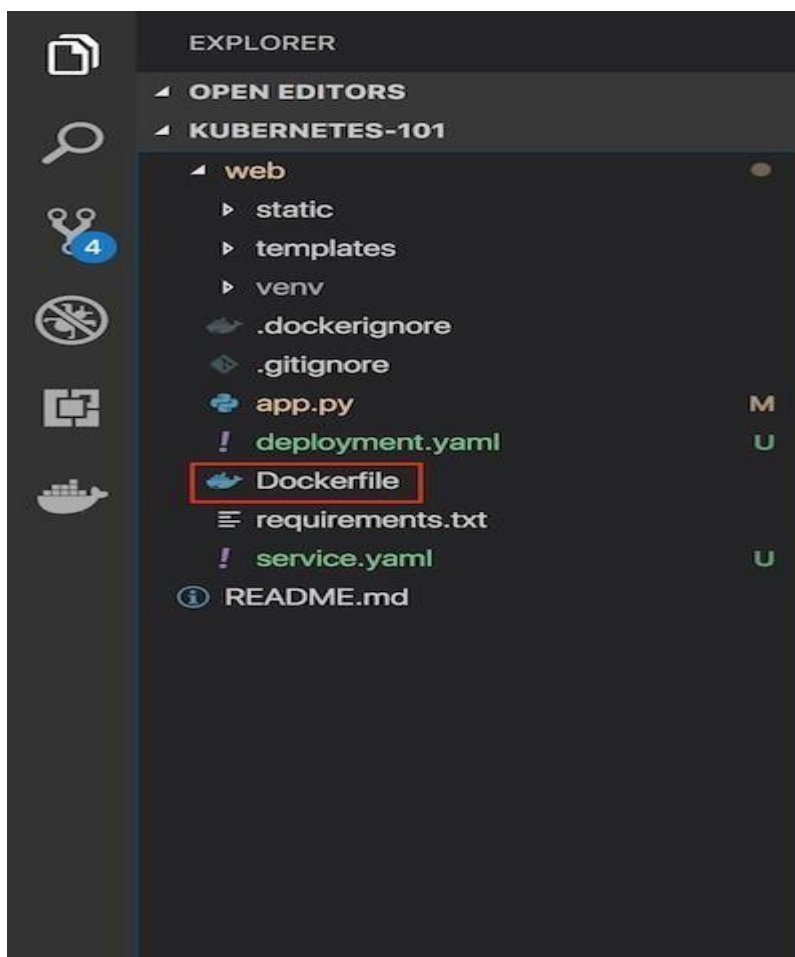 EXPLORER
OPEN EDITORS
KUBERNETES-101
web
static
4
templates
venv
.dockerignore
.gitignore
app.py M
! deployment.yaml U
Dockerfile
requirements.txt
! service.yaml U
README.md